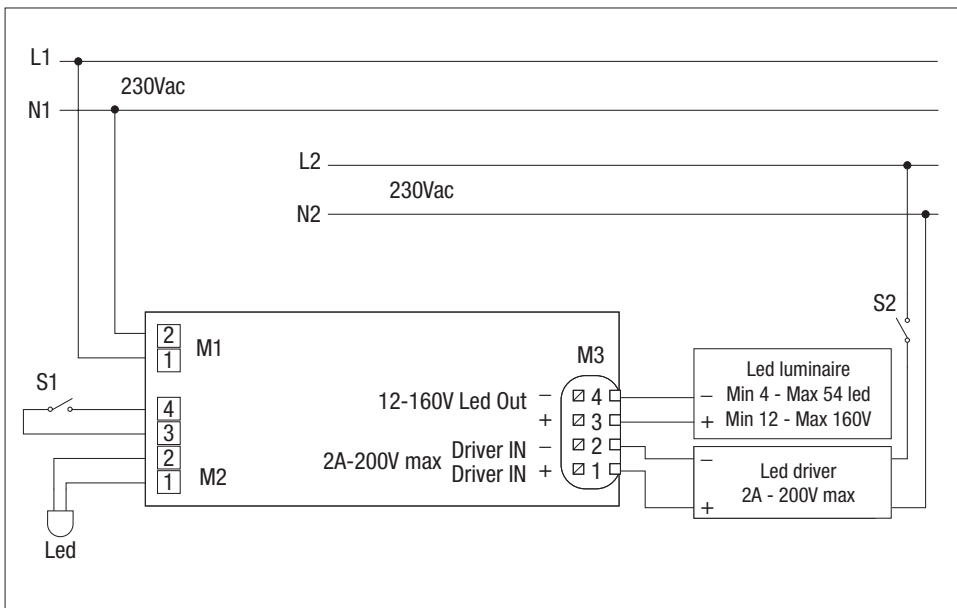 L1
230Vac
N1
L2
230Vac
N2
S2
S1
2
1
M1
4
3
2
1
M2
Led
M3
12-160V Led Out
−
+
2A-200V max
Driver IN −
Driver IN +
4
3
2
1
Led luminaire
− Min 4 - Max 54 led
+ Min 12 - Max 160V
−
+
Led driver
2A - 200V max